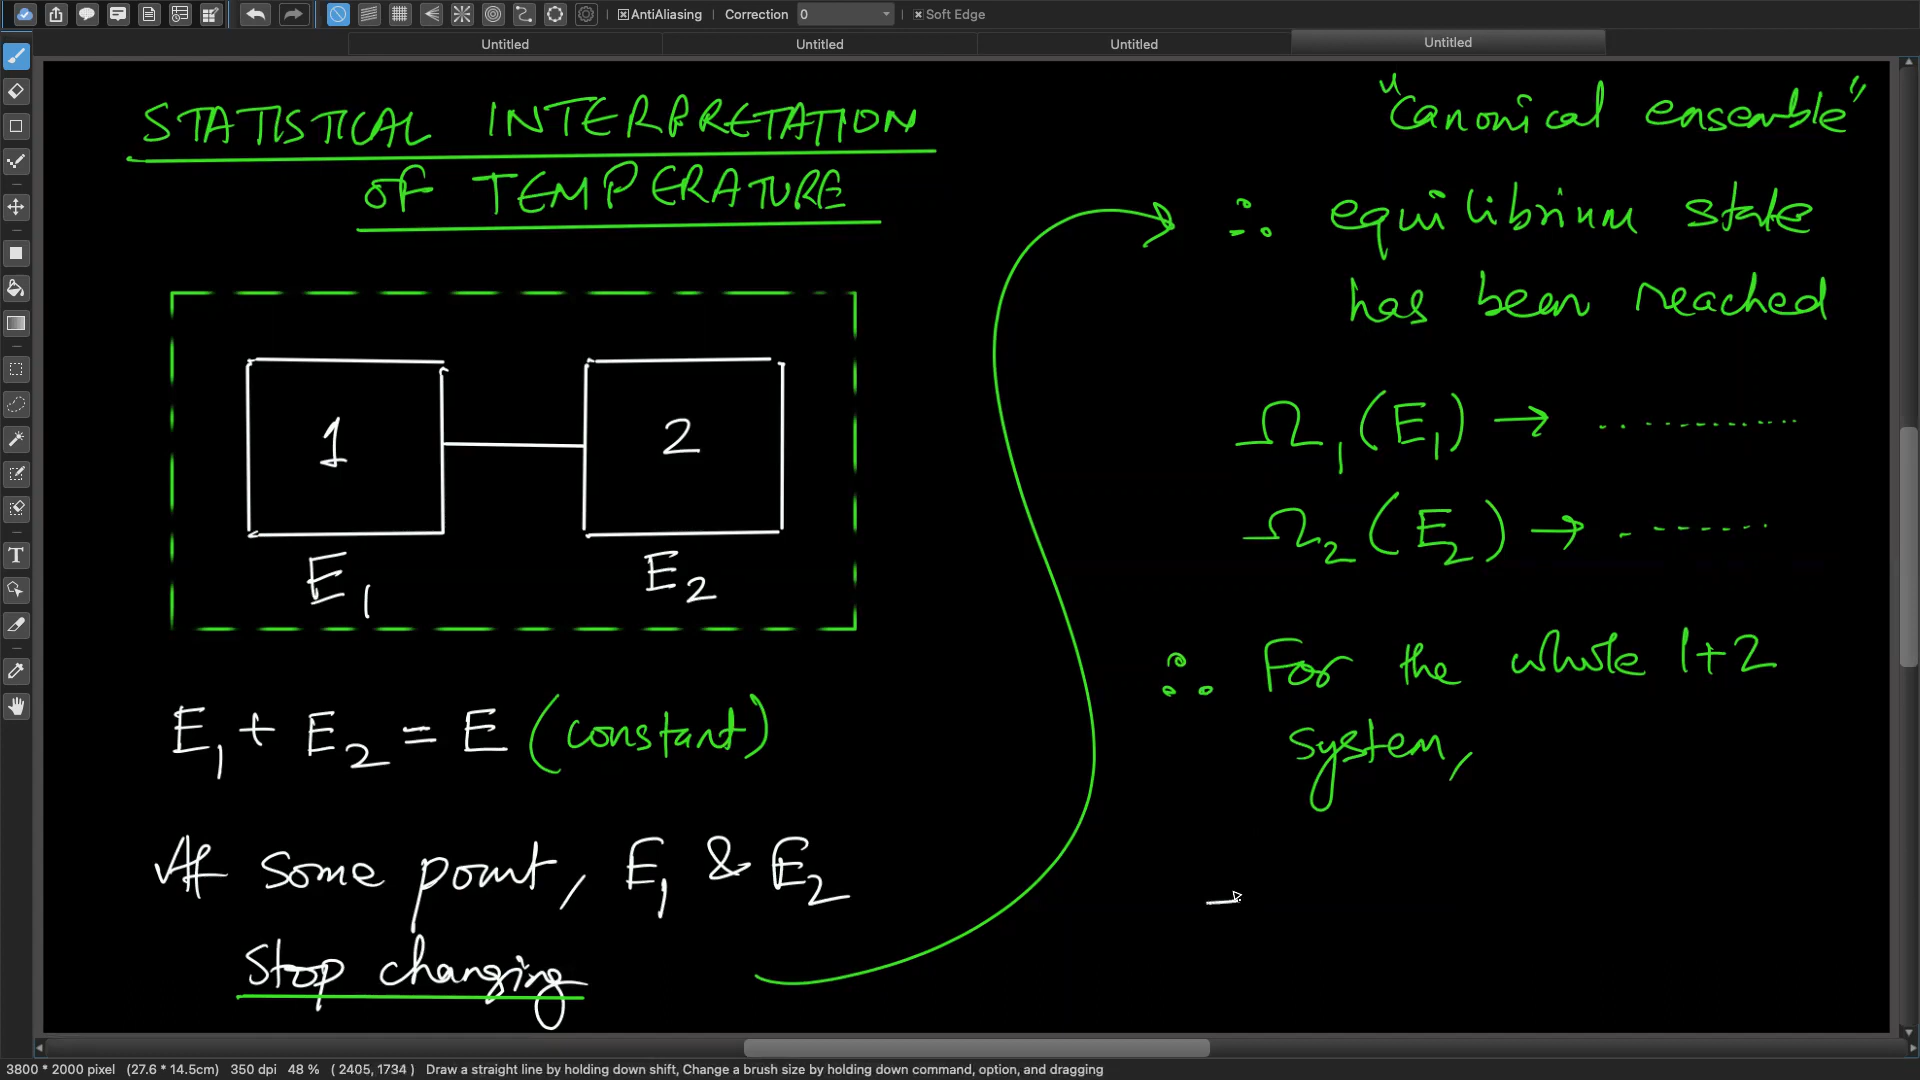 AntiAliasing
Correction 0
Soft Edge
Untitled Untitled Untitled Untitled
STATISTICAL INTERPRETATION
OF TEMPERATURE
1 2
E₁ E₂
E₁ + E₂ = E (constant)
At some point, E₁ & E₂
stop changing
"Canonical ensemble"
∴ equilibrium state
has been reached
Ω₁(E₁) → ............
Ω₂(E₂) → .------.
∴ For the whole 1+2
system,
T
3800 * 2000 pixel (27.6 * 14.5cm) 350 dpi 48 % ( 2405, 1734 ) Draw a straight line by holding down shift, Change a brush size by holding down command, option, and dragging